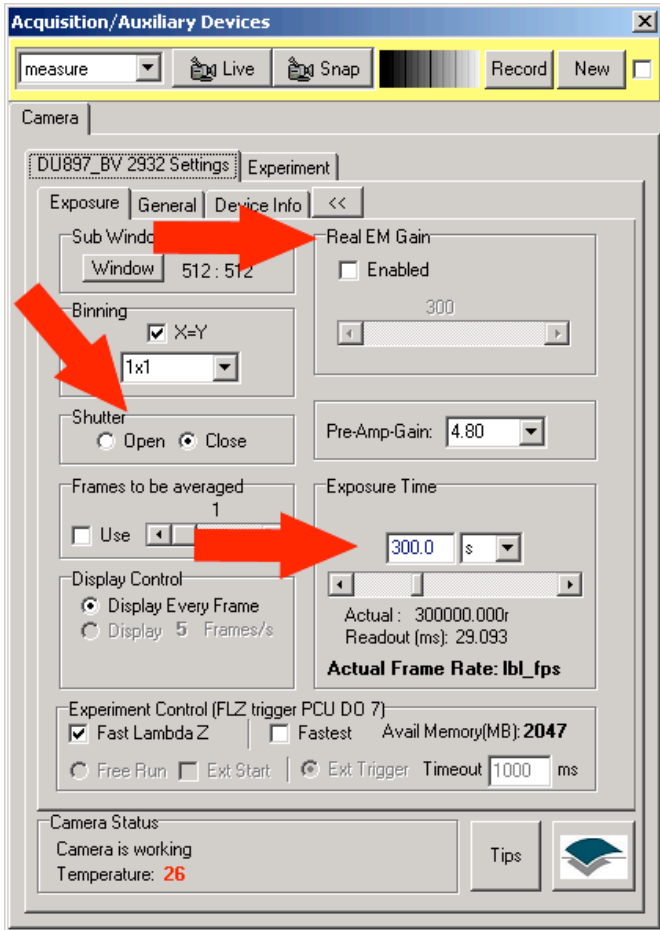 Acquisition/Auxiliary Devices
measure Live Snap Record New
Camera
DU897_BV 2932 Settings Experiment
Exposure General Device Info <<
Sub Windo
Window 512 : 512
Real EM Gain
Enabled
300
Binning
X=Y
1x1
Shutter
Open Close
Pre-Amp-Gain: 4.80
Frames to be averaged
1
Use
Exposure Time
300.0 s
Actual : 300000.000r
Readout (ms): 29.093
Actual Frame Rate: lbl_fps
Display Control
Display Every Frame
Display 5 Frames/s
Experiment Control (FLZ trigger PCU DO 7)
Fast Lambda Z Fastest Avail Memory(MB): 2047
Free Run Ext Start Ext Trigger Timeout 1000 ms
Camera Status
Camera is working
Temperature: 26
Tips